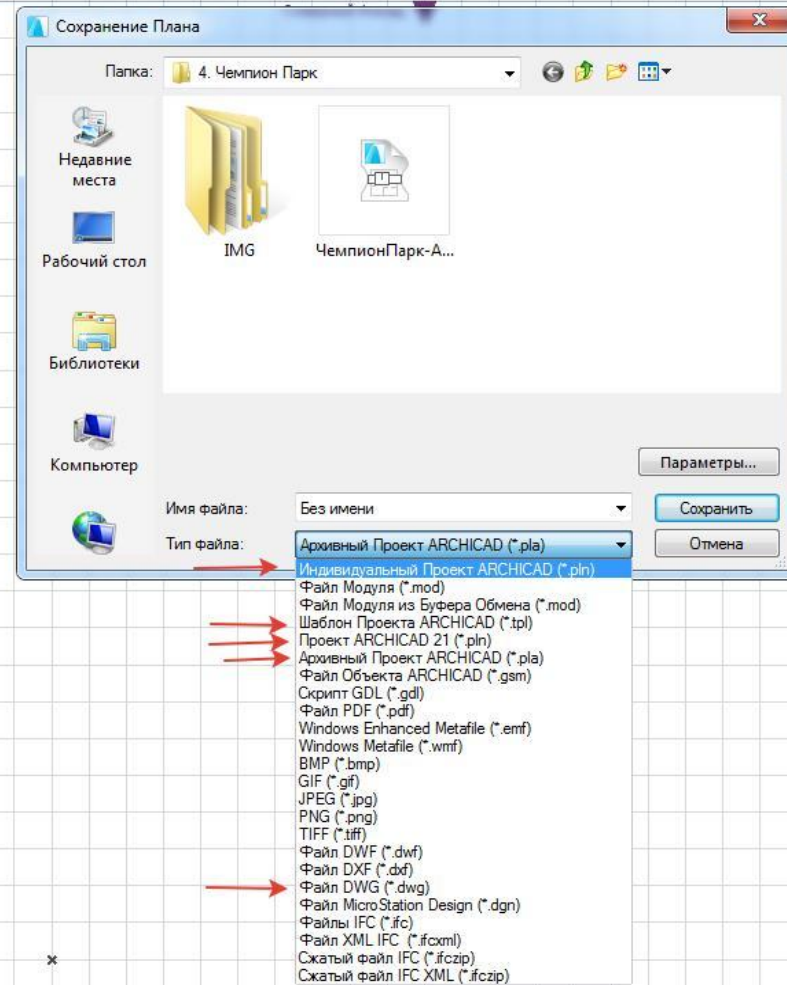 Сохранение Плана
Папка:
4. Чемпион Парк
Недавние
места
Рабочий стол
Библиотеки
Компьютер
IMG
ЧемпионПарк-А...
Параметры...
Имя файла:
Без имени
Сохранить
Тип файла:
Архивный Проект ARCHICAD (*.pla)
Отмена
Индивидуальный Проект ARCHICAD (*.pln)
Файл Модуля (*.mod)
Файл Модуля из Буфера Обмена (*.mod)
Шаблон Проекта ARCHICAD (*.tpl)
Проект ARCHICAD 21 (*.pln)
Архивный Проект ARCHICAD (*.pla)
Файл Объекта ARCHICAD (*.gsm)
Скрипт GDL (*.gdl)
Файл PDF (*.pdf)
Windows Enhanced Metafile (*.emf)
Windows Metafile (*.wmf)
BMP (*.bmp)
GIF (*.gif)
JPEG (*.jpg)
PNG (*.png)
TIFF (*.tiff)
Файл DWF (*.dwf)
Файл DXF (*.dxf)
Файл DWG (*.dwg)
Файл MicroStation Design (*.dgn)
Файлы IFC (*.ifc)
Файл XML IFC (*.ifcxml)
Сжатый файл IFC (*.ifczip)
Сжатый файл IFC XML (*.ifczip)